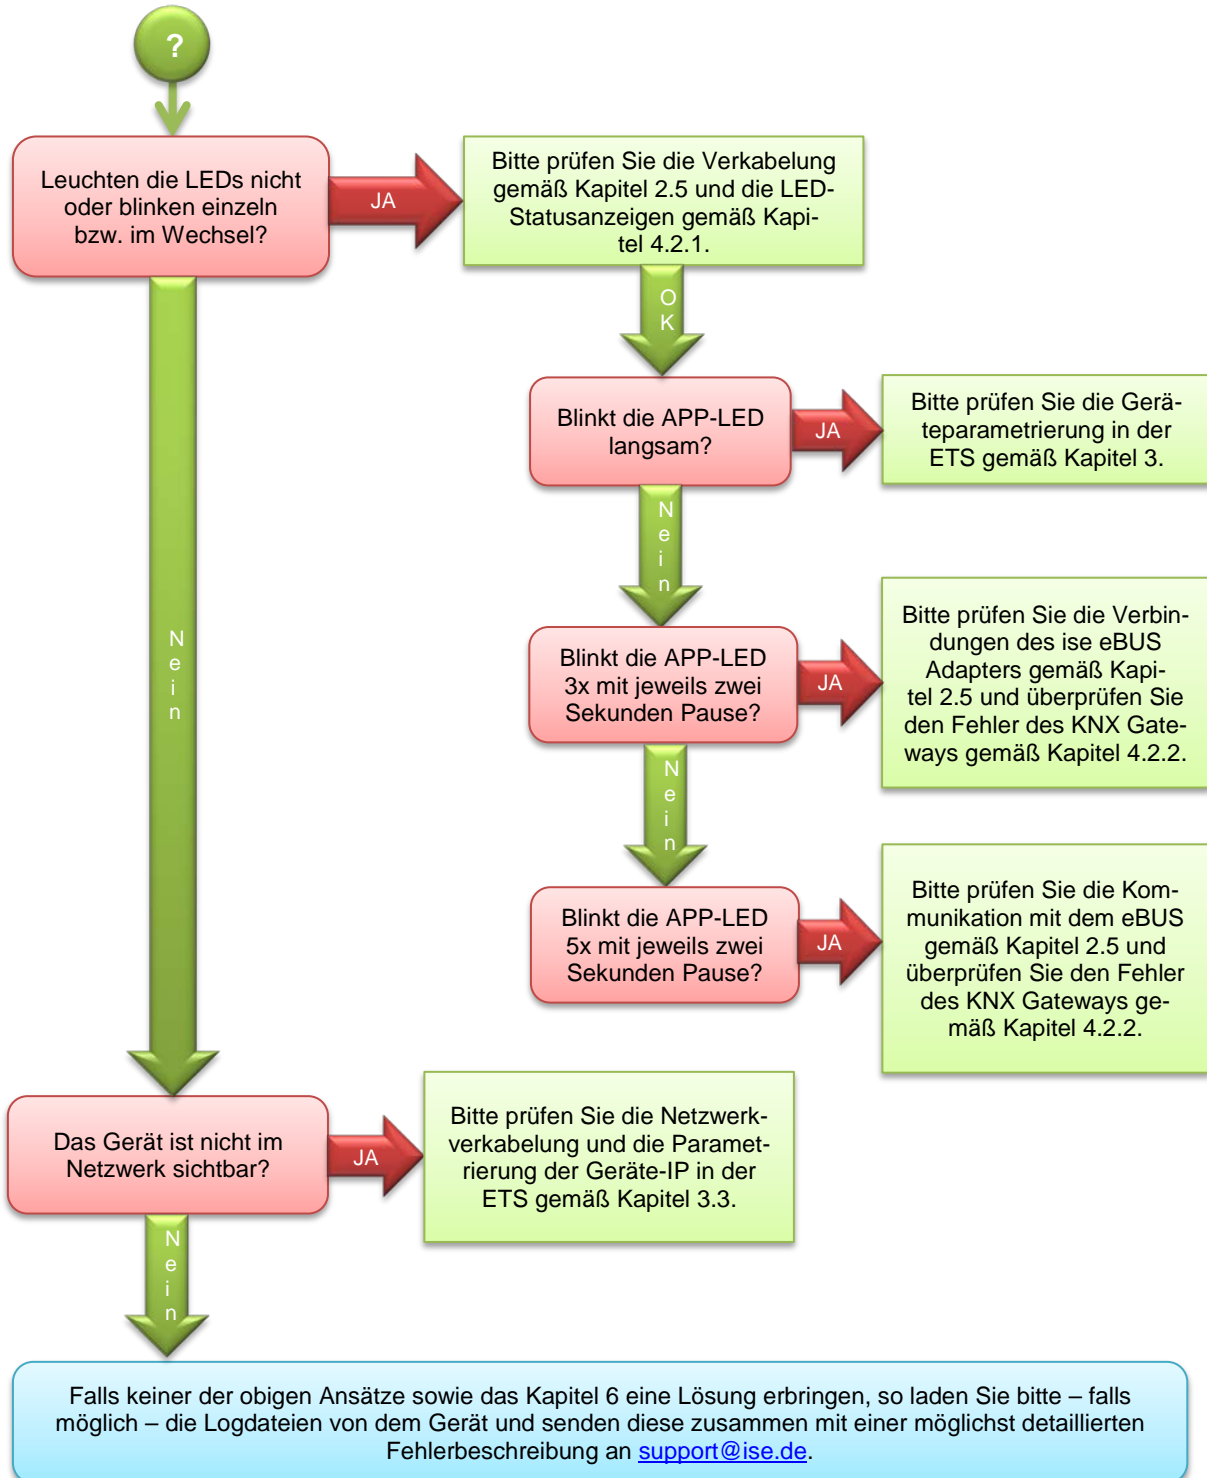 ?
Leuchten die LEDs nicht
oder blinken einzeln
bzw. im Wechsel?
JA
Bitte prüfen Sie die Verkabelung
gemäß Kapitel 2.5 und die LED-
Statusanzeigen gemäß Kapi-
tel 4.2.1.
O
K
Blinkt die APP-LED
langsam?
JA
Bitte prüfen Sie die Gerä-
teparametrierung in der
ETS gemäß Kapitel 3.
N
e
i
n
Blinkt die APP-LED
3x mit jeweils zwei
Sekunden Pause?
JA
Bitte prüfen Sie die Verbin-
dungen des ise eBUS
Adapters gemäß Kapi-
tel 2.5 und überprüfen Sie
den Fehler des KNX Gate-
ways gemäß Kapitel 4.2.2.
N
e
i
n
Blinkt die APP-LED
5x mit jeweils zwei
Sekunden Pause?
JA
Bitte prüfen Sie die Kom-
munikation mit dem eBUS
gemäß Kapitel 2.5 und
überprüfen Sie den Fehler
des KNX Gateways ge-
mäß Kapitel 4.2.2.
N
e
i
n
Das Gerät ist nicht im
Netzwerk sichtbar?
JA
Bitte prüfen Sie die Netzwerk-
verkabelung und die Paramet-
rierung der Geräte-IP in der
ETS gemäß Kapitel 3.3.
N
e
i
n
Falls keiner der obigen Ansätze sowie das Kapitel 6 eine Lösung erbringen, so laden Sie bitte – falls
möglich – die Logdateien von dem Gerät und senden diese zusammen mit einer möglichst detaillierten
Fehlerbeschreibung an support@ise.de.